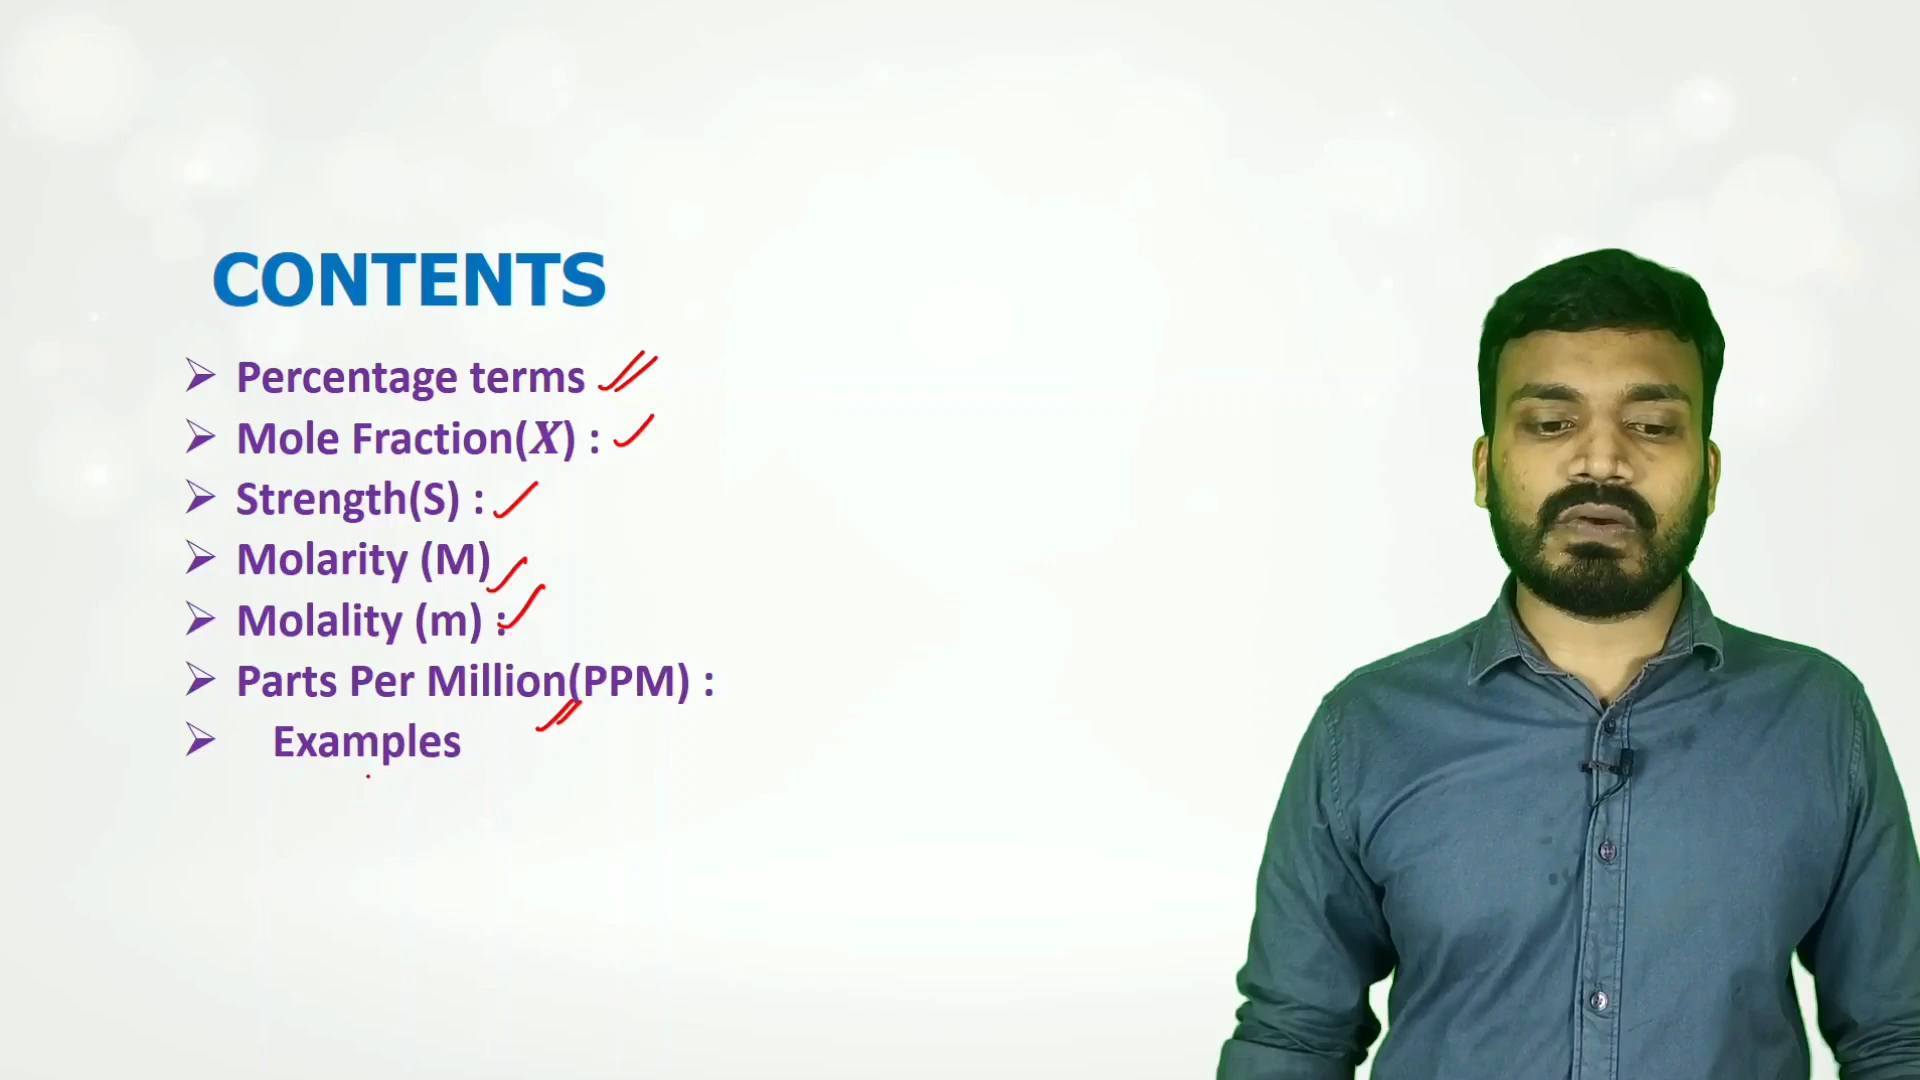 CONTENTS
Percentage terms
Mole Fraction(X) :
Strength(S) :
Molarity (M)
Molality (m) :
Parts Per Million(PPM) :
Examples